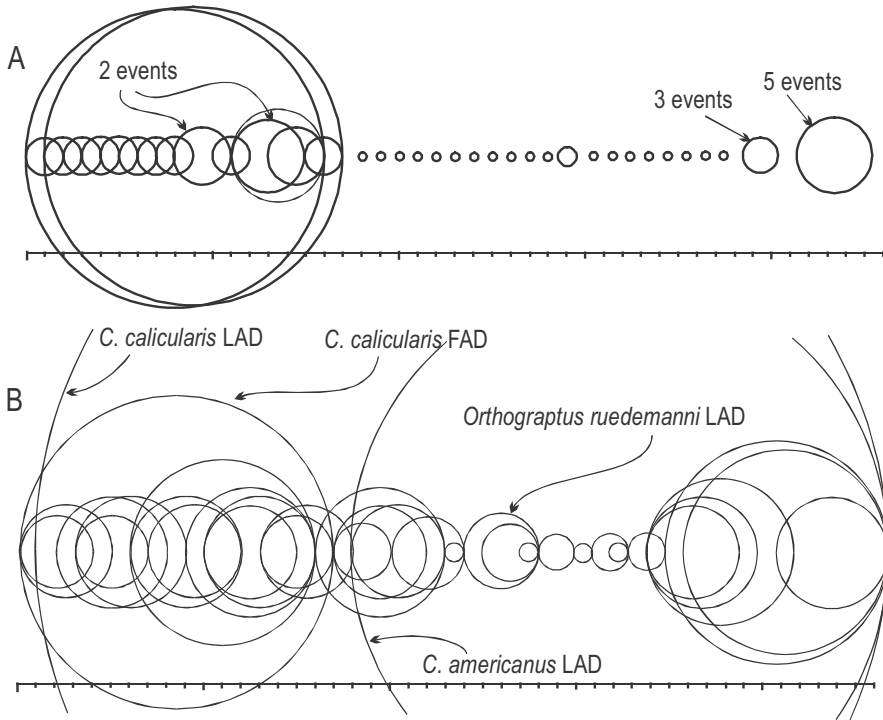 A
2 events
3 events
5 events
B
C. calicularis LAD
C. calicularis FAD
Orthograptus ruedemanni LAD
C. americanus LAD